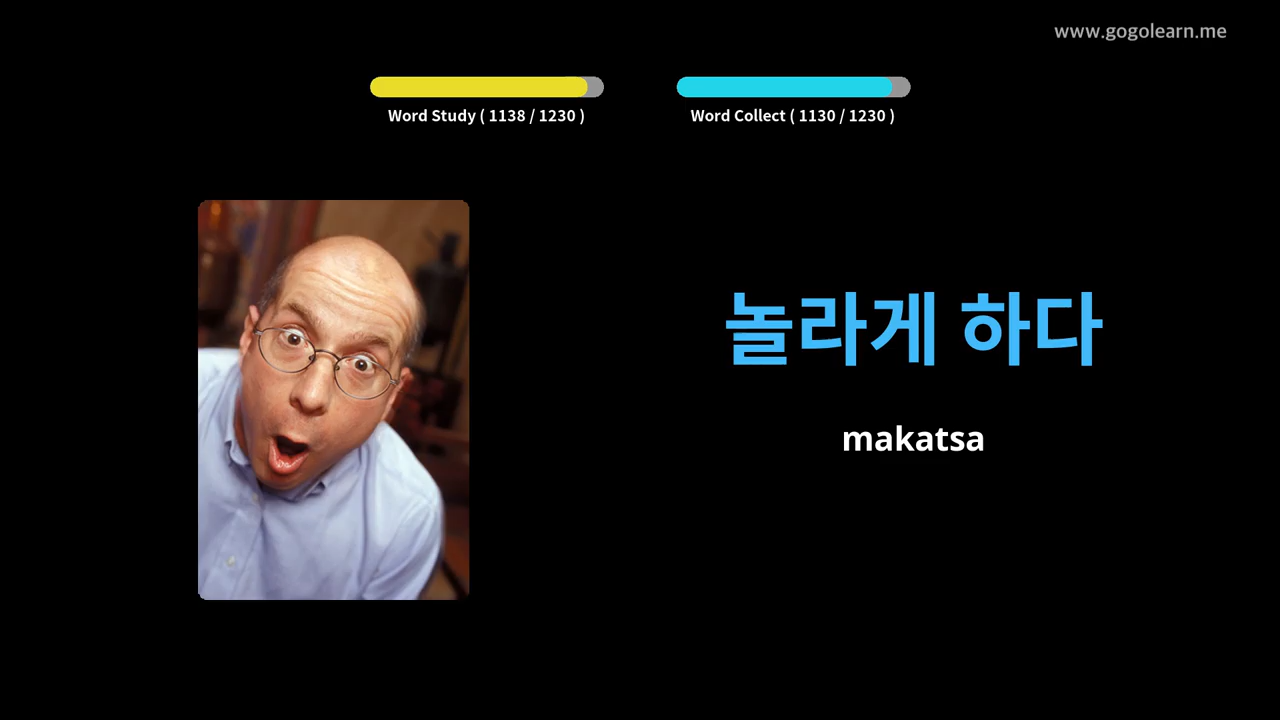 www.gogolearn.me
Word Study ( 1138 / 1230 )
Word Collect ( 1130 / 1230 )
놀라게 하다
makatsa